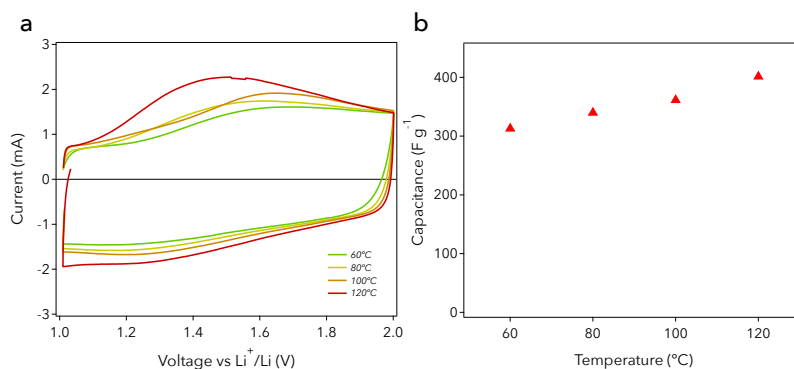 a
3
2
1
0
-1
-2
-3
Current (mA)
60°C
80°C
100°C
120°C
1.0
1.2
1.4
1.6
1.8
2.0
Voltage vs Li+/Li (V)
b
400
300
300
100
0
Capacitance (F g-1)
60
80
100
120
Temperature (°C)